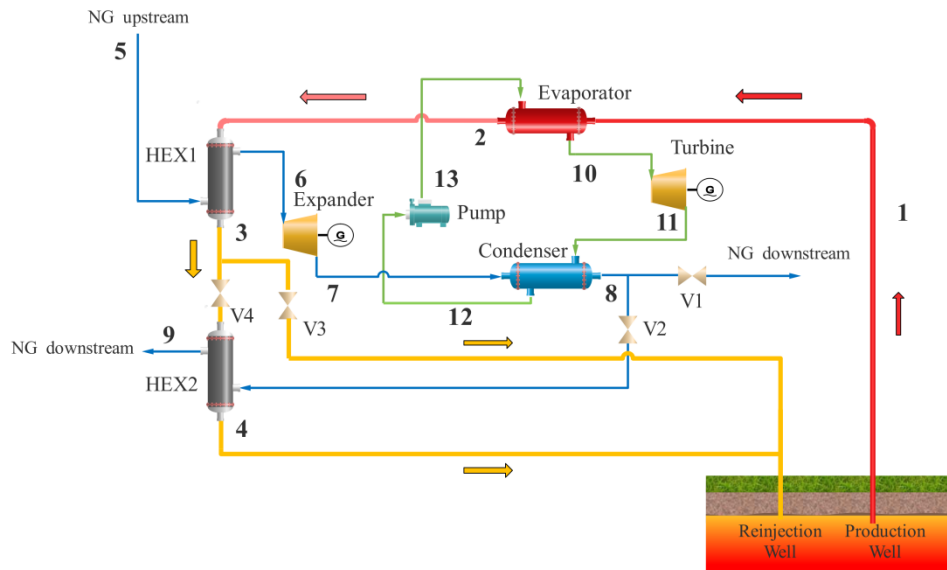 NG upstream
5
Evaporator
2
HEX1
Turbine
10
6
13
Expander
G
G
Pump
11
1
3
Condenser
NG downstream
7
8
V1
12
V4
V3
9
V2
NG downstream
HEX2
4
Reinjection
Well
Production
Well